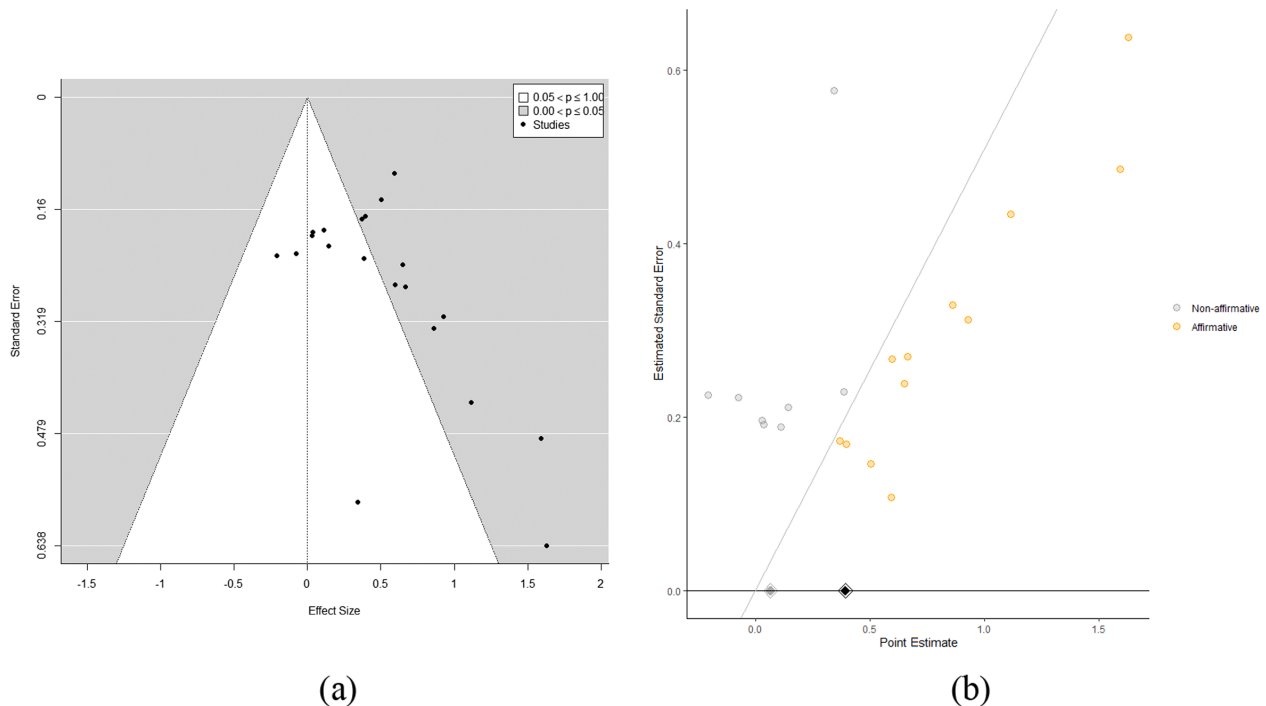 0.05 < p ≤ 1.00
0.00 < p ≤ 0.05
Studies
Standard Error
0
0.16
0.319
0.479
0.638
-1.5 -1 -0.5 0 0.5 1 1.5 2
Effect Size
(a)
Estimated Standard Error
0.6
0.4
0.2
0.0
0.0 0.5 1.0 1.5
Point Estimate
Non-affirmative
Affirmative
(b)